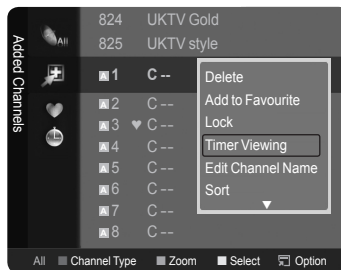 Added Channels
All
824 UKTV Gold
825 UKTV style
A 1 C --
A 2 C --
A 3 ♥ C --
A 4 C --
A 5 C --
A 6 C --
A 7 C --
A 8 C --
Delete
Add to Favourite
Lock
Timer Viewing
Edit Channel Name
Sort
▼
All Channel Type Zoom Select Option